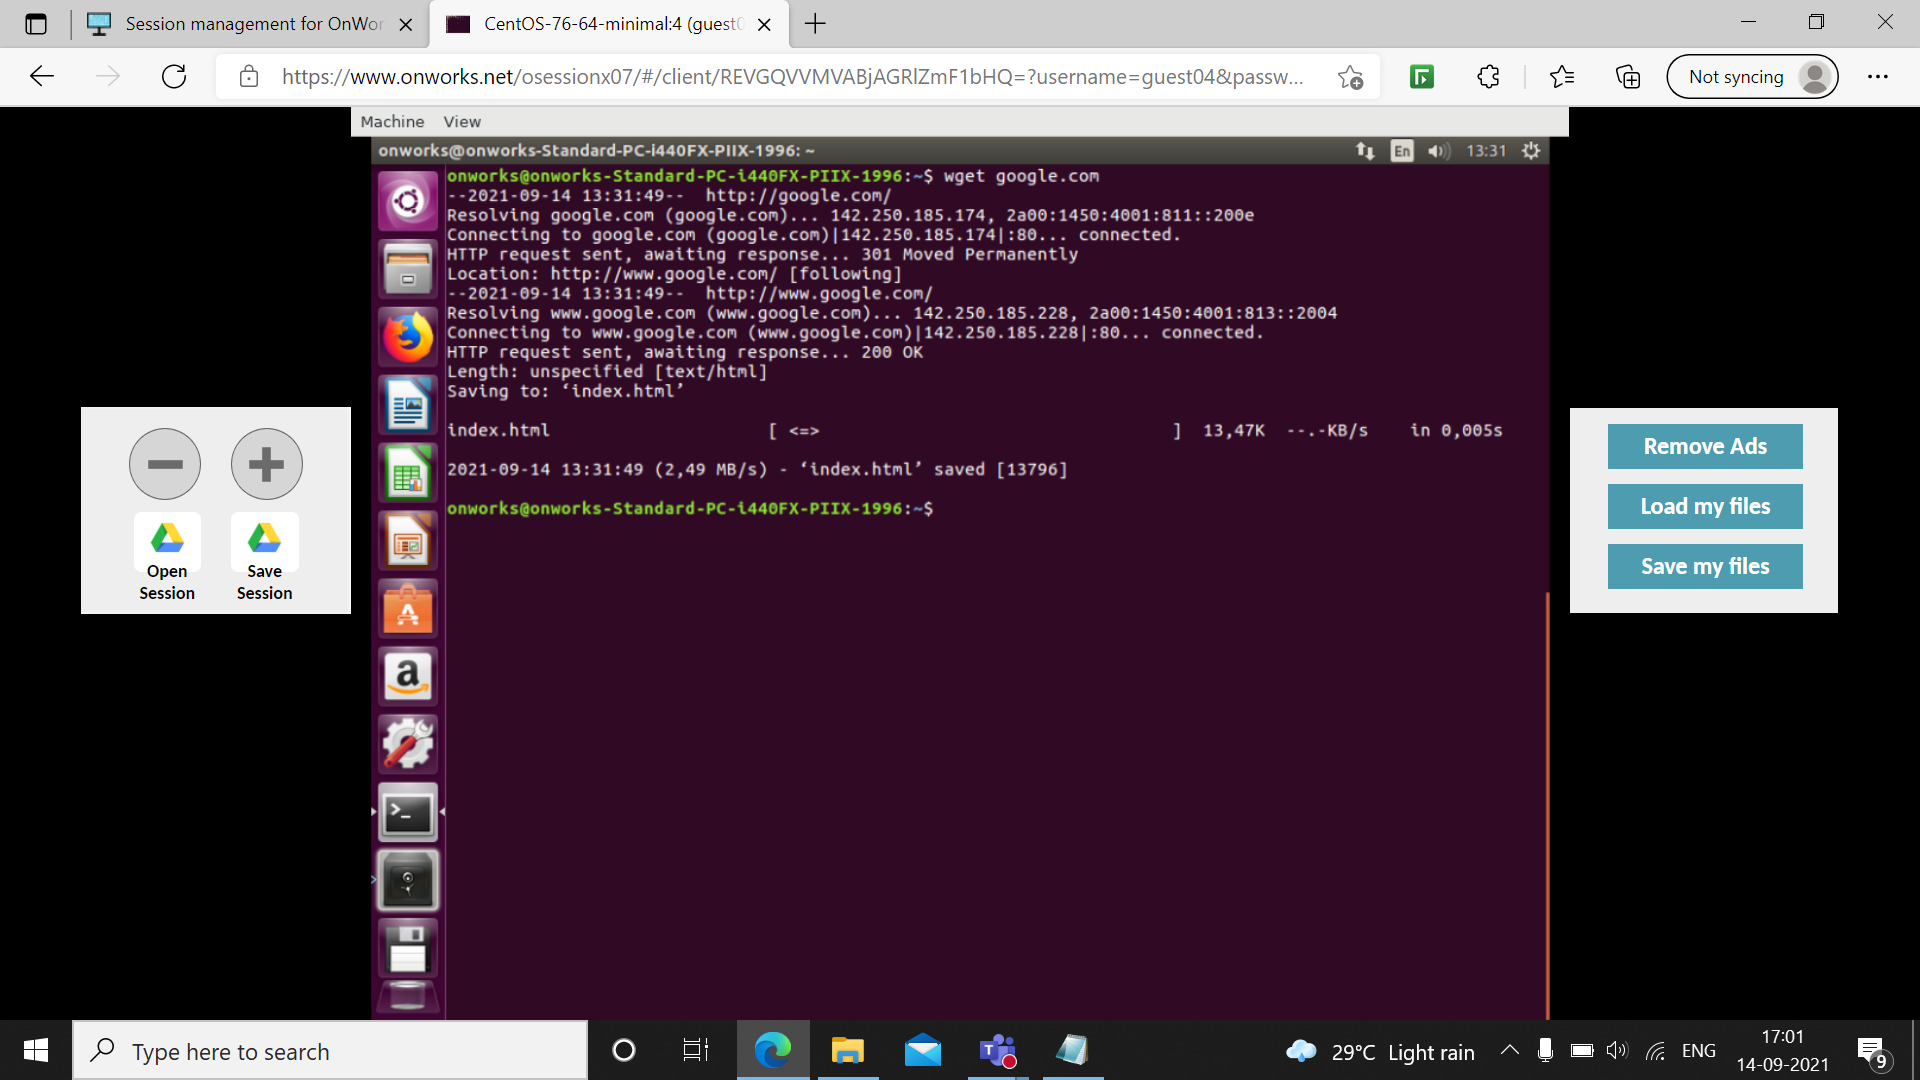 Session management for OnWor
CentOS-76-64-minimal:4 (guest0
https://www.onworks.net/osessionx07/#/client/REVGQVVMVABjAGRlZmF1bHQ=?username=guest04&passw...
Not syncing
Machine View
onworks@onworks-Standard-PC-i440FX-PIIX-1996: ~
En
13:31
onworks@onworks-Standard-PC-i440FX-PIIX-1996:~$ wget google.com
--2021-09-14 13:31:49--  http://google.com/
Resolving google.com (google.com)... 142.250.185.174, 2a00:1450:4001:811::200e
Connecting to google.com (google.com)|142.250.185.174|:80... connected.
HTTP request sent, awaiting response... 301 Moved Permanently
Location: http://www.google.com/ [following]
--2021-09-14 13:31:49--  http://www.google.com/
Resolving www.google.com (www.google.com)... 142.250.185.228, 2a00:1450:4001:813::2004
Connecting to www.google.com (www.google.com)|142.250.185.228|:80... connected.
HTTP request sent, awaiting response... 200 OK
Length: unspecified [text/html]
Saving to: ‘index.html’
index.html [ <=> ] 13,47K --.-KB/s in 0,005s
2021-09-14 13:31:49 (2,49 MB/s) - ‘index.html’ saved [13796]
onworks@onworks-Standard-PC-i440FX-PIIX-1996:~$
Open Session
Save Session
Remove Ads
Load my files
Save my files
Type here to search
29°C Light rain
ENG
17:01
14-09-2021
9